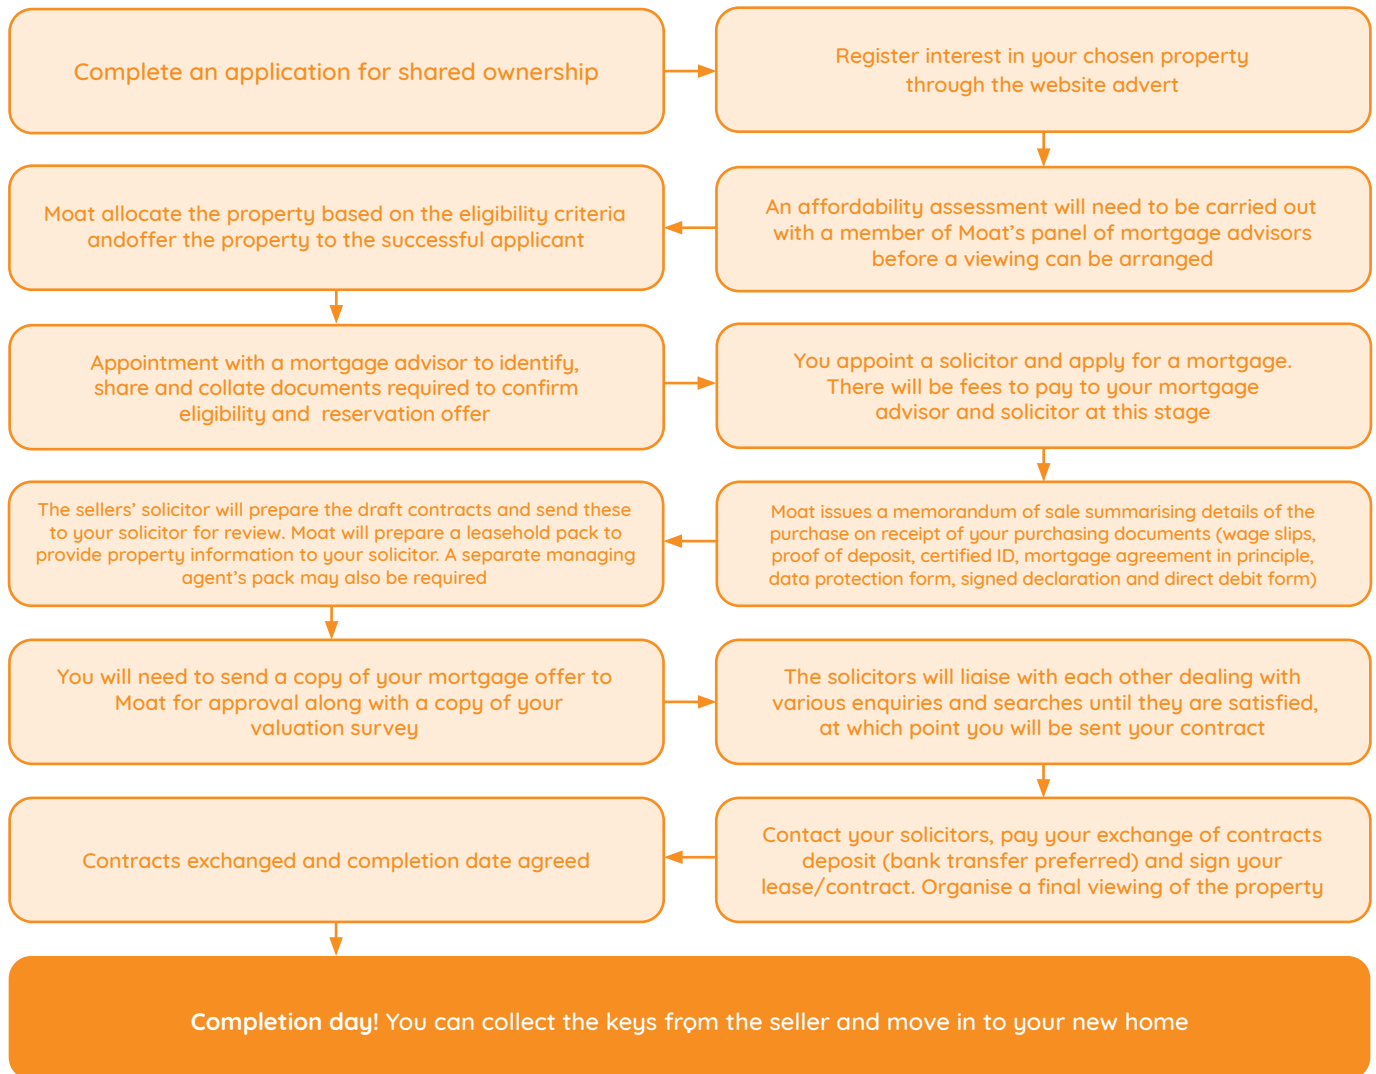 Complete an application for shared ownership
Register interest in your chosen property
through the website advert
An affordability assessment will need to be carried out
with a member of Moat’s panel of mortgage advisors
before a viewing can be arranged
Moat allocate the property based on the eligibility criteria
andoffer the property to the successful applicant
Appointment with a mortgage advisor to identify,
share and collate documents required to confirm
eligibility and  reservation offer
You appoint a solicitor and apply for a mortgage.
There will be fees to pay to your mortgage
advisor and solicitor at this stage
Moat issues a memorandum of sale summarising details of the
purchase on receipt of your purchasing documents (wage slips,
proof of deposit, certified ID, mortgage agreement in principle,
data protection form, signed declaration and direct debit form)
The sellers’ solicitor will prepare the draft contracts and send these
to your solicitor for review. Moat will prepare a leasehold pack to
provide property information to your solicitor. A separate managing
agent’s pack may also be required
You will need to send a copy of your mortgage offer to
Moat for approval along with a copy of your
valuation survey
The solicitors will liaise with each other dealing with
various enquiries and searches until they are satisfied,
at which point you will be sent your contract
Contact your solicitors, pay your exchange of contracts
deposit (bank transfer preferred) and sign your
lease/contract. Organise a final viewing of the property
Contracts exchanged and completion date agreed
Completion day! You can collect the keys from the seller and move in to your new home